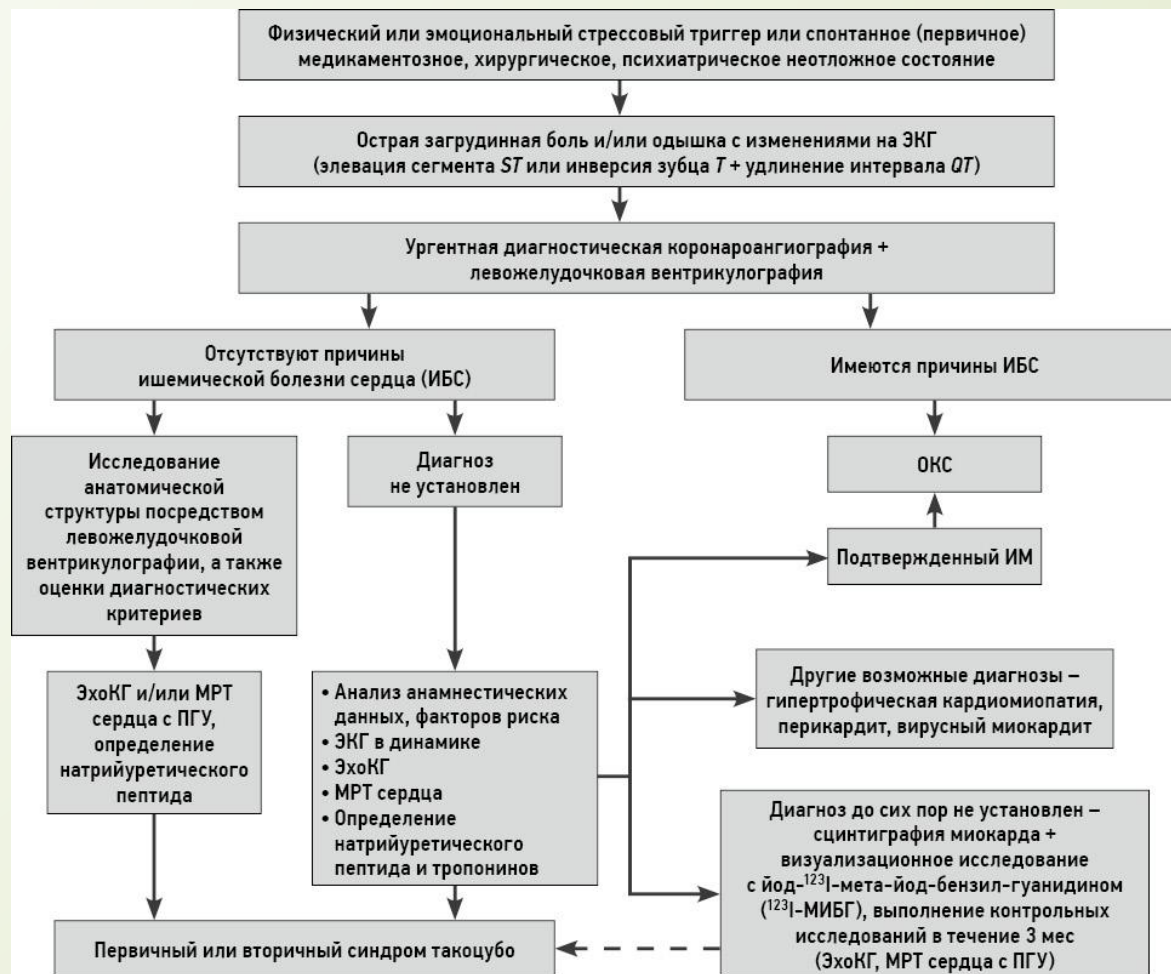 Физический или эмоциональный стрессовый триггер или спонтанное (первичное)
медикаментозное, хирургическое, психиатрическое неотложное состояние
Острая загрудинная боль и/или одышка с изменениями на ЭКГ
(элевация сегмента ST или инверсия зубца T + удлинение интервала QT)
Ургентная диагностическая коронароангиография +
левожелудочковая вентрикулография
Отсутствуют причины
ишемической болезни сердца (ИБС)
Имеются причины ИБС
Исследование
анатомической
структуры посредством
левожелудочковой
вентрикулографии, а также
оценки диагностических
критериев
Диагноз
не установлен
ОКС
Подтвержденный ИМ
ЭхоКГ и/или МРТ
сердца с ПГУ,
определение
натрийуретического
пептида
• Анализ анамнестических
данных, факторов риска
• ЭКГ в динамике
• ЭхоКГ
• МРТ сердца
• Определение
натрийуретического
пептида и тропонинов
Другие возможные диагнозы –
гипертрофическая кардиомиопатия,
перикардит, вирусный миокардит
Диагноз до сих пор не установлен –
сцинтиграфия миокарда +
визуализационное исследование
с йод-¹²³I-мета-йод-бензил-гуанидином
(¹²³I-МИБГ), выполнение контрольных
исследований в течение 3 мес
(ЭхоКГ, МРТ сердца с ПГУ)
Первичный или вторичный синдром такоцубо